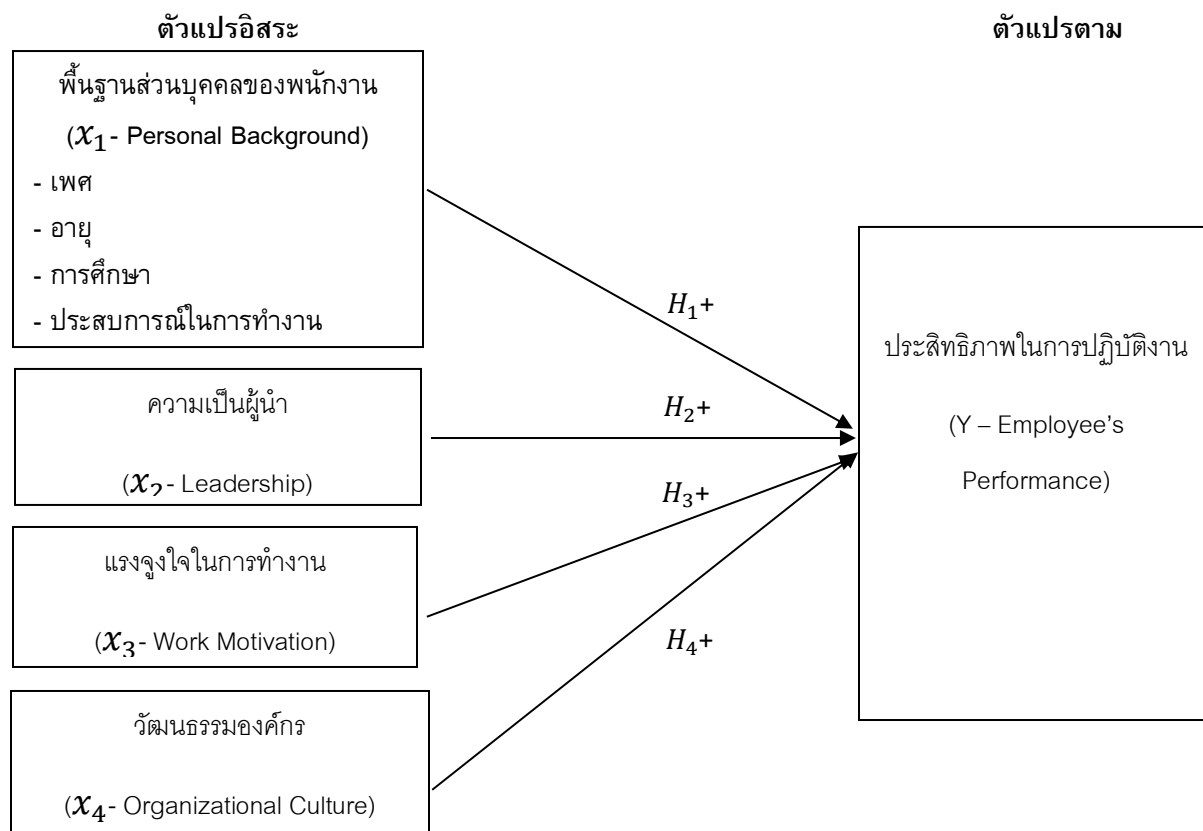 ตัวแปรอิสระ
ตัวแปรตาม
พื้นฐานส่วนบุคคลของพนักงาน
(𝑥1- Personal Background)
- เพศ
- อายุ
- การศึกษา
- ประสบการณ์ในการทำงาน
ความเป็นผู้นำ
(𝑥2- Leadership)
แรงจูงใจในการทำงาน
(𝑥3- Work Motivation)
วัฒนธรรมองค์กร
(𝑥4- Organizational Culture)
𝐻1+
𝐻2+
𝐻3+
𝐻4+
ประสิทธิภาพในการปฏิบัติงาน
(Y – Employee’s
Performance)